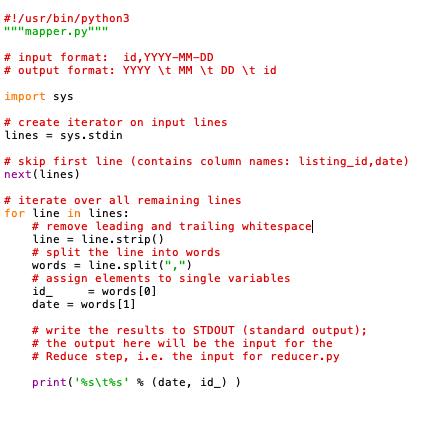 #!/usr/bin/python3
"""mapper.py"""
# input format:  id,YYYY-MM-DD
# output format: YYYY \t MM \t DD \t id
import sys
# create iterator on input lines
lines = sys.stdin
# skip first line (contains column names: listing_id,date)
next(lines)
# iterate over all remaining lines
for line in lines:
    # remove leading and trailing whitespace
    line = line.strip()
    # split the line into words
    words = line.split(",")
    # assign elements to single variables
    id_     = words[0]
    date = words[1]
    # write the results to STDOUT (standard output);
    # the output here will be the input for the
    # Reduce step, i.e. the input for reducer.py
    print('%s\t%s' % (date, id_) )